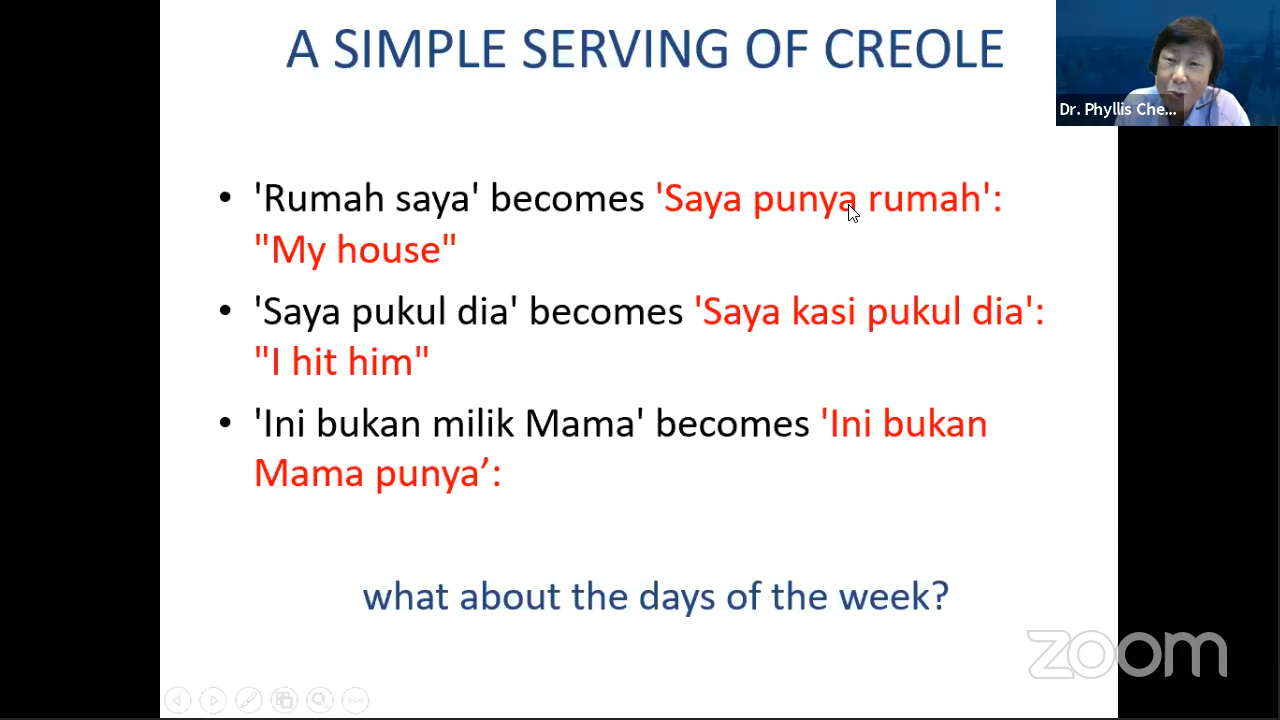 A SIMPLE SERVING OF CREOLE
Dr. Phyllis Che...
• 'Rumah saya' becomes 'Saya punya rumah':
"My house"
• 'Saya pukul dia' becomes 'Saya kasi pukul dia':
"I hit him"
• 'Ini bukan milik Mama' becomes 'Ini bukan
Mama punya’:
what about the days of the week?
zoom